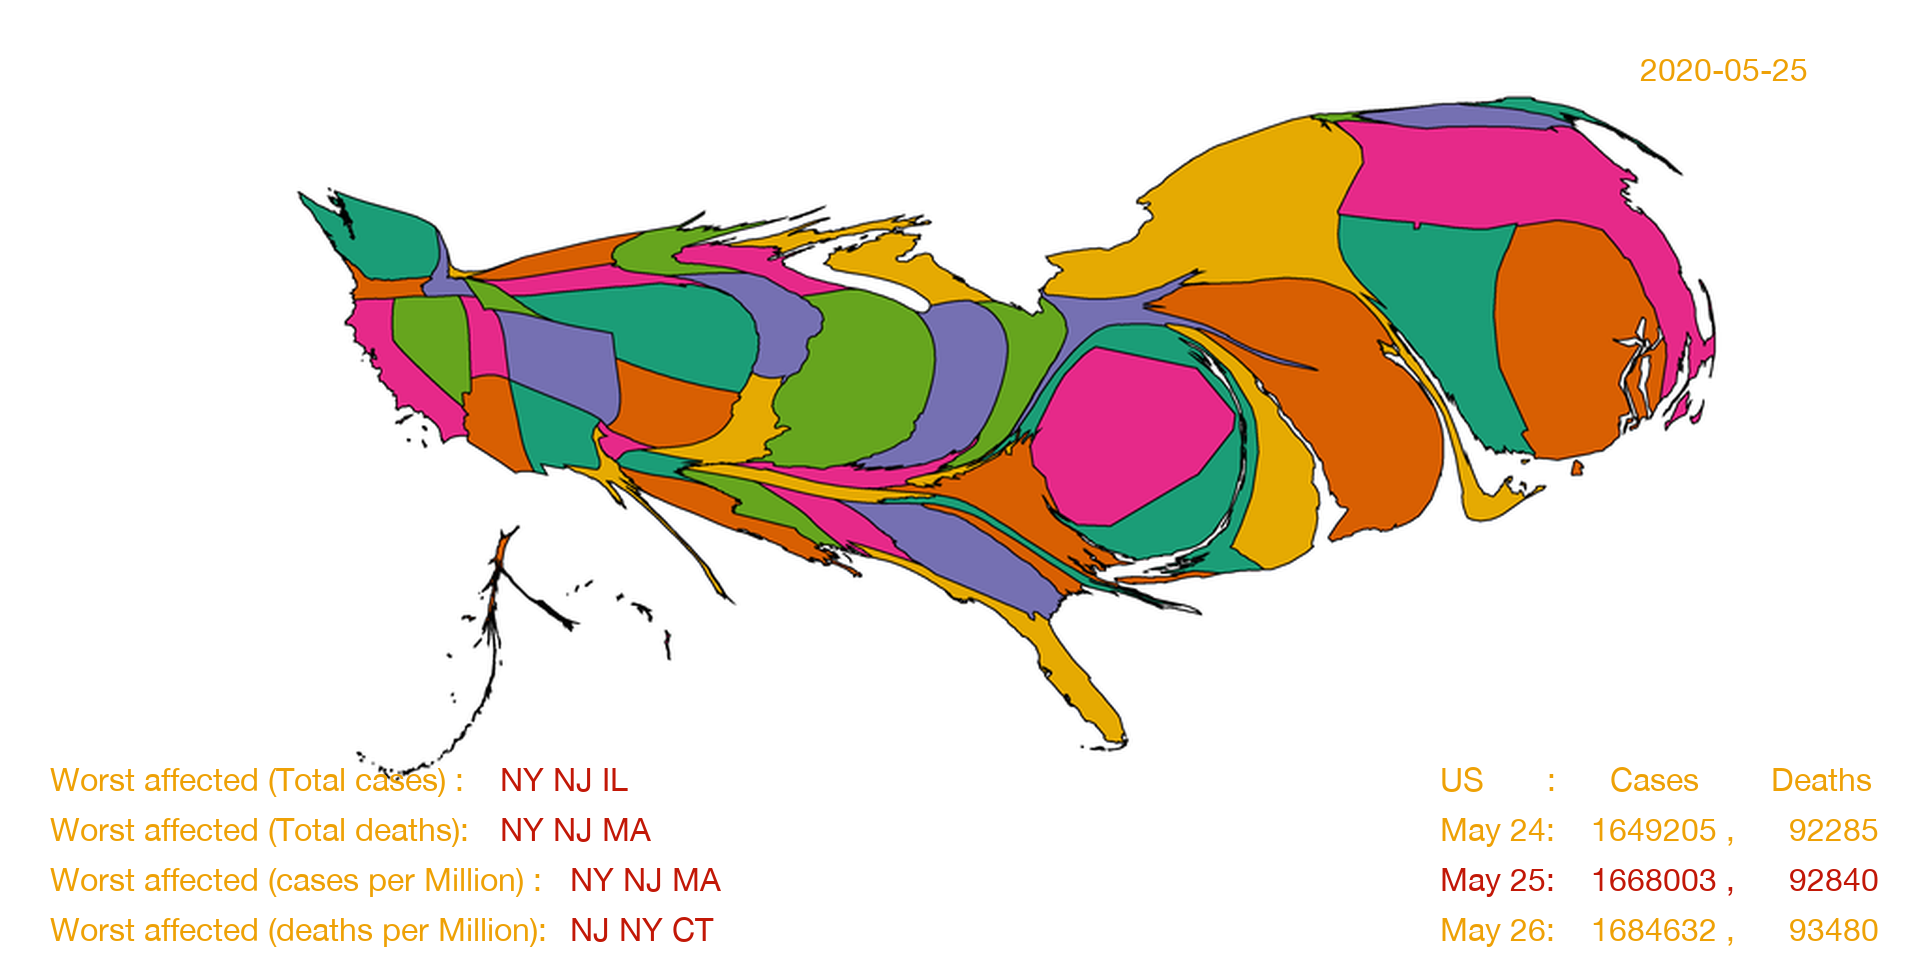 2020-05-25
Worst affected (Total cases) : NY NJ IL
Worst affected (Total deaths): NY NJ MA
Worst affected (cases per Million) : NY NJ MA
Worst affected (deaths per Million): NJ NY CT
US : Cases Deaths
May 24: 1649205 , 92285
May 25: 1668003 , 92840
May 26: 1684632 , 93480